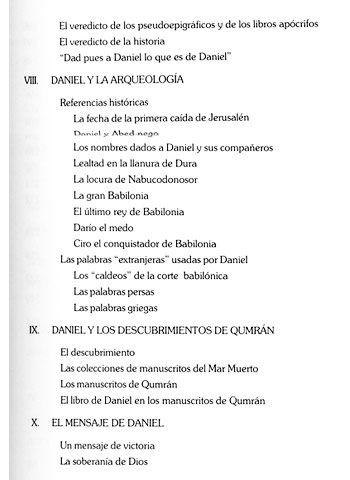 El veredicto de los pseudoepigráficos y de los libros apócrifos
El veredicto de la historia
"Dad pues a Daniel lo que es de Daniel"
VIII. DANIEL Y LA ARQUEOLOGÍA
Referencias históricas
La fecha de la primera caída de Jerusalén
Daniel y Abed-nego
Los nombres dados a Daniel y sus compañeros
Lealtad en la llanura de Dura
La locura de Nabucodonosor
La gran Babilonia
El último rey de Babilonia
Darío el medo
Ciro el conquistador de Babilonia
Las palabras "extranjeras" usadas por Daniel
Los "caldeos" de la corte babilónica
Las palabras persas
Las palabras griegas
IX. DANIEL Y LOS DESCUBRIMIENTOS DE QUMRÁN
El descubrimiento
Las colecciones de manuscritos del Mar Muerto
Los manuscritos de Qumrán
El libro de Daniel en los manuscritos de Qumrán
X. EL MENSAJE DE DANIEL
Un mensaje de victoria
La soberanía de Dios